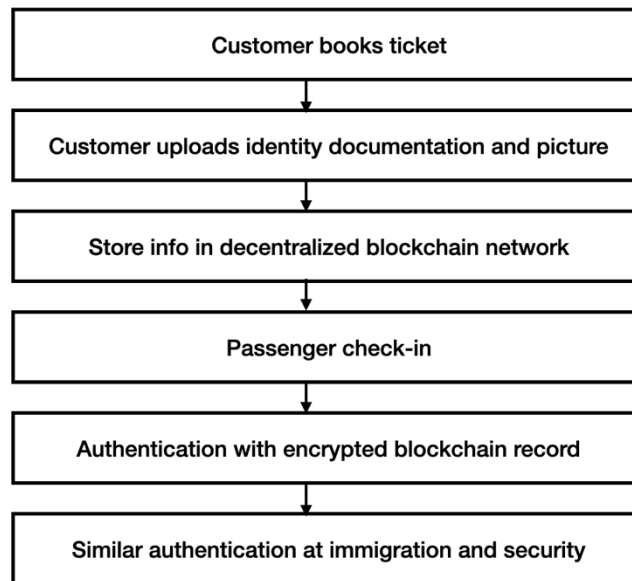 Customer books ticket
Customer uploads identity documentation and picture
Store info in decentralized blockchain network
Passenger check-in
Authentication with encrypted blockchain record
Similar authentication at immigration and security